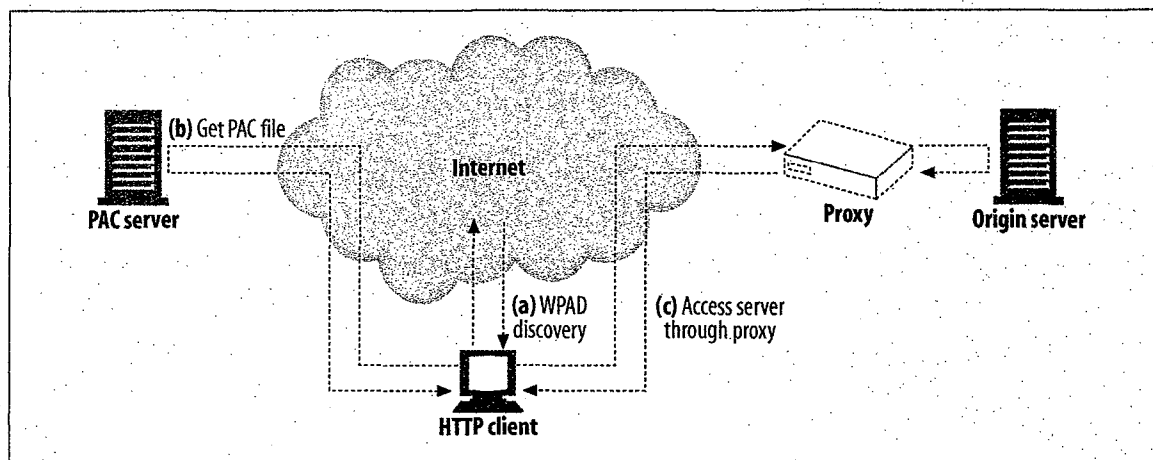 (b) Get PAC file
Internet
PAC server
Proxy
Origin server
(a) WPAD
discovery
(c) Access server
through proxy
HTTP client